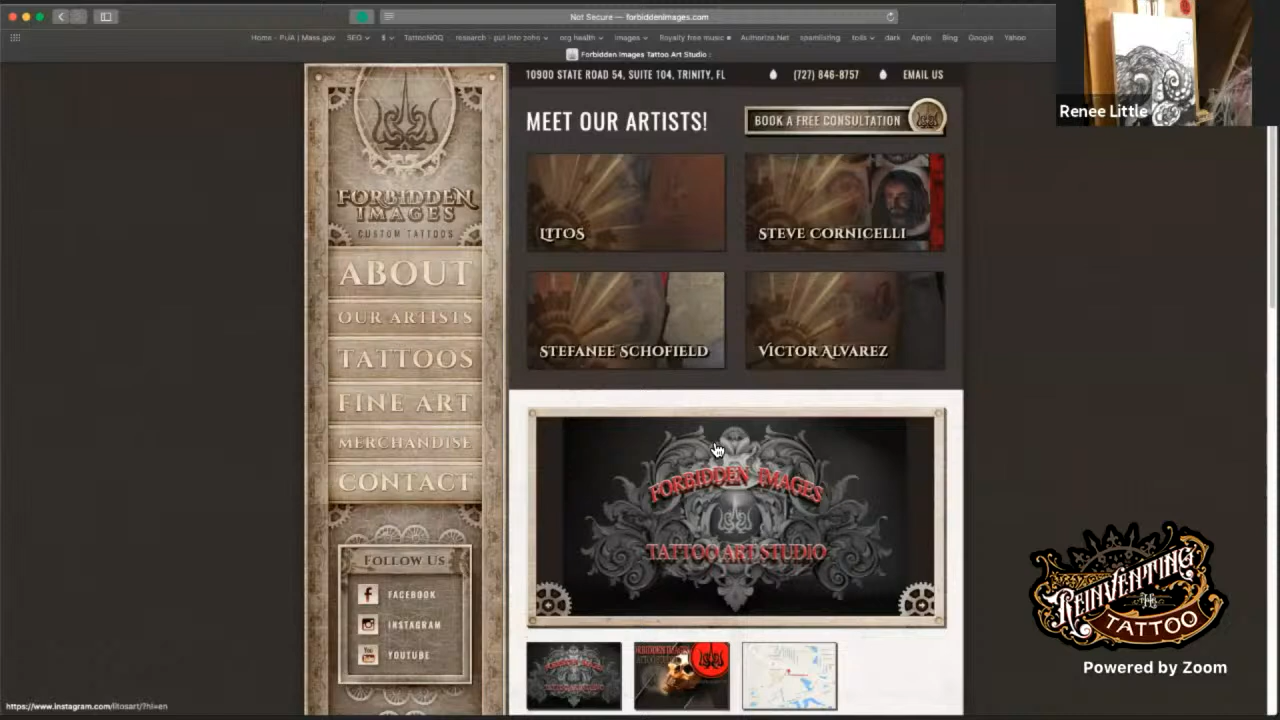 Not Secure — forbiddenimages.com
Home - PUA | Mass.gov SEO $ TattooNOQ research - put into zoho org health images Royalty free music Authorize.Net spamlisting tolls dark Apple Bing Google Yahoo
Forbidden Images Tattoo Art Studio :
10900 STATE ROAD 54, SUITE 104, TRINITY, FL (727) 846-8757 EMAIL US
Renee Little
MEET OUR ARTISTS!
BOOK A FREE CONSULTATION
FORBIDDEN
IMAGES
CUSTOM TATTOOS
LITOS
STEVE CORNICELLI
STEFANEE SCHOFIELD
VICTOR ALVAREZ
ABOUT
OUR ARTISTS
TATTOOS
FINE ART
MERCHANDISE
CONTACT
FOLLOW US
FACEBOOK
INSTAGRAM
You
YOUTUBE
FORBIDDEN IMAGES
TATTOO ART STUDIO
REINVENTING
THE
TATTOO
Powered by Zoom
https://www.instagram.com/litosart/?hl=en